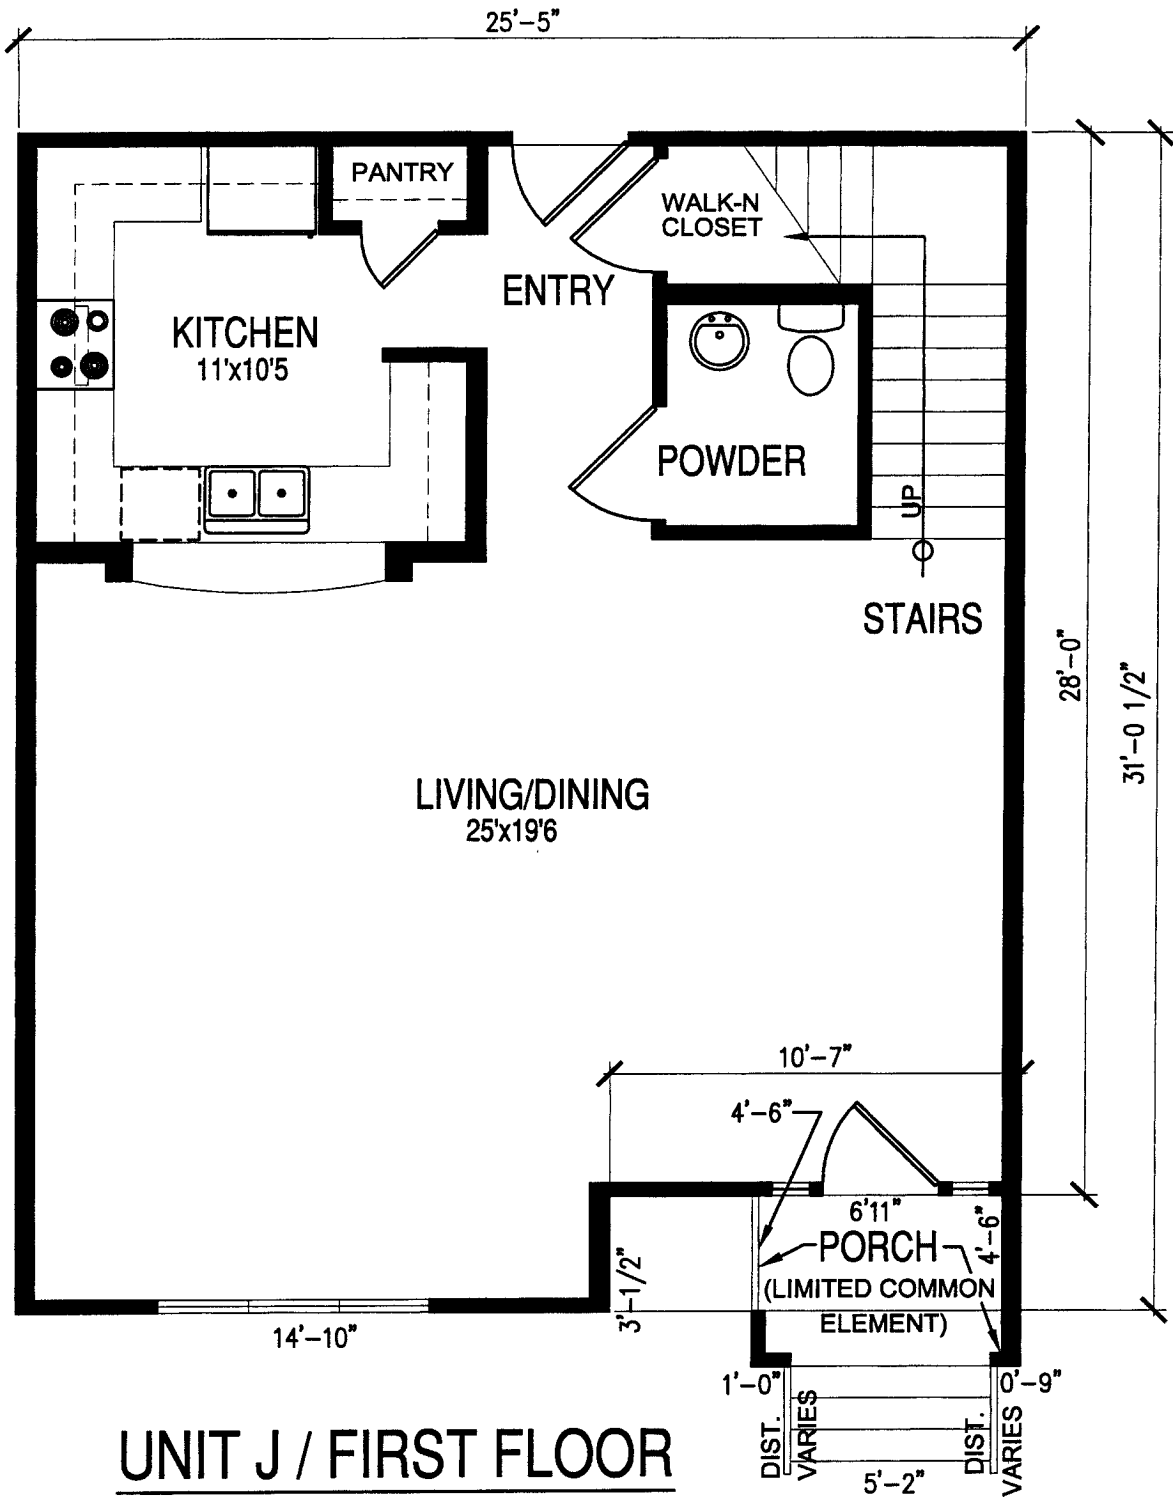 25'-5"
PANTRY
WALK-N
CLOSET
ENTRY
KITCHEN
11'x10'5
POWDER
UP
STAIRS
28'-0"
31'-0 1/2"
LIVING/DINING
25'x19'6
10'-7"
4'-6"
6'11"
4'-6"
PORCH
(LIMITED COMMON
ELEMENT)
3'-1/2"
14'-10"
1'-0"
0'-9"
DIST.
VARIES
DIST.
VARIES
5'-2"
UNIT J / FIRST FLOOR